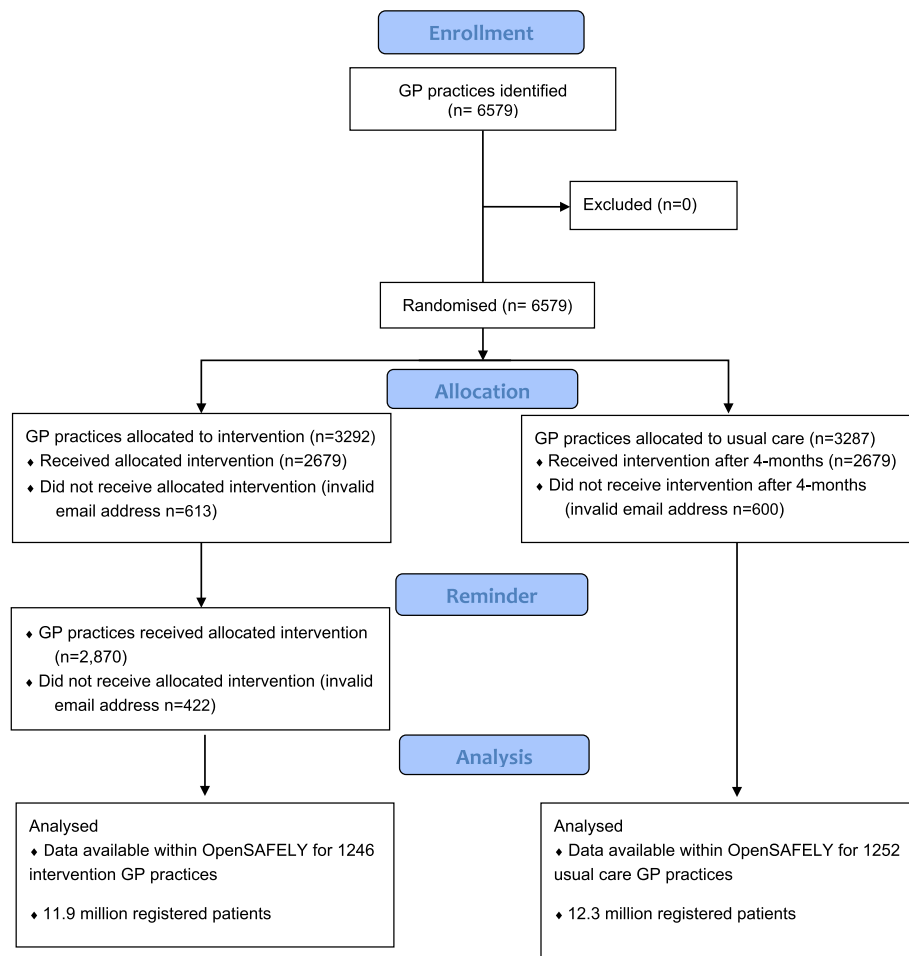 Enrollment
GP practices identified
(n= 6579)
Excluded (n=0)
Randomised (n= 6579)
Allocation
GP practices allocated to intervention (n=3292)
♦ Received allocated intervention (n=2679)
♦ Did not receive allocated intervention (invalid
email address n=613)
GP practices allocated to usual care (n=3287)
♦ Received intervention after 4-months (n=2679)
♦ Did not receive intervention after 4-months
(invalid email address n=600)
Reminder
♦ GP practices received allocated intervention
(n=2,870)
♦ Did not receive allocated intervention (invalid
email address n=422)
Analysis
Analysed
♦ Data available within OpenSAFELY for 1246
intervention GP practices
♦ 11.9 million registered patients
Analysed
♦ Data available within OpenSAFELY for 1252
usual care GP practices
♦ 12.3 million registered patients